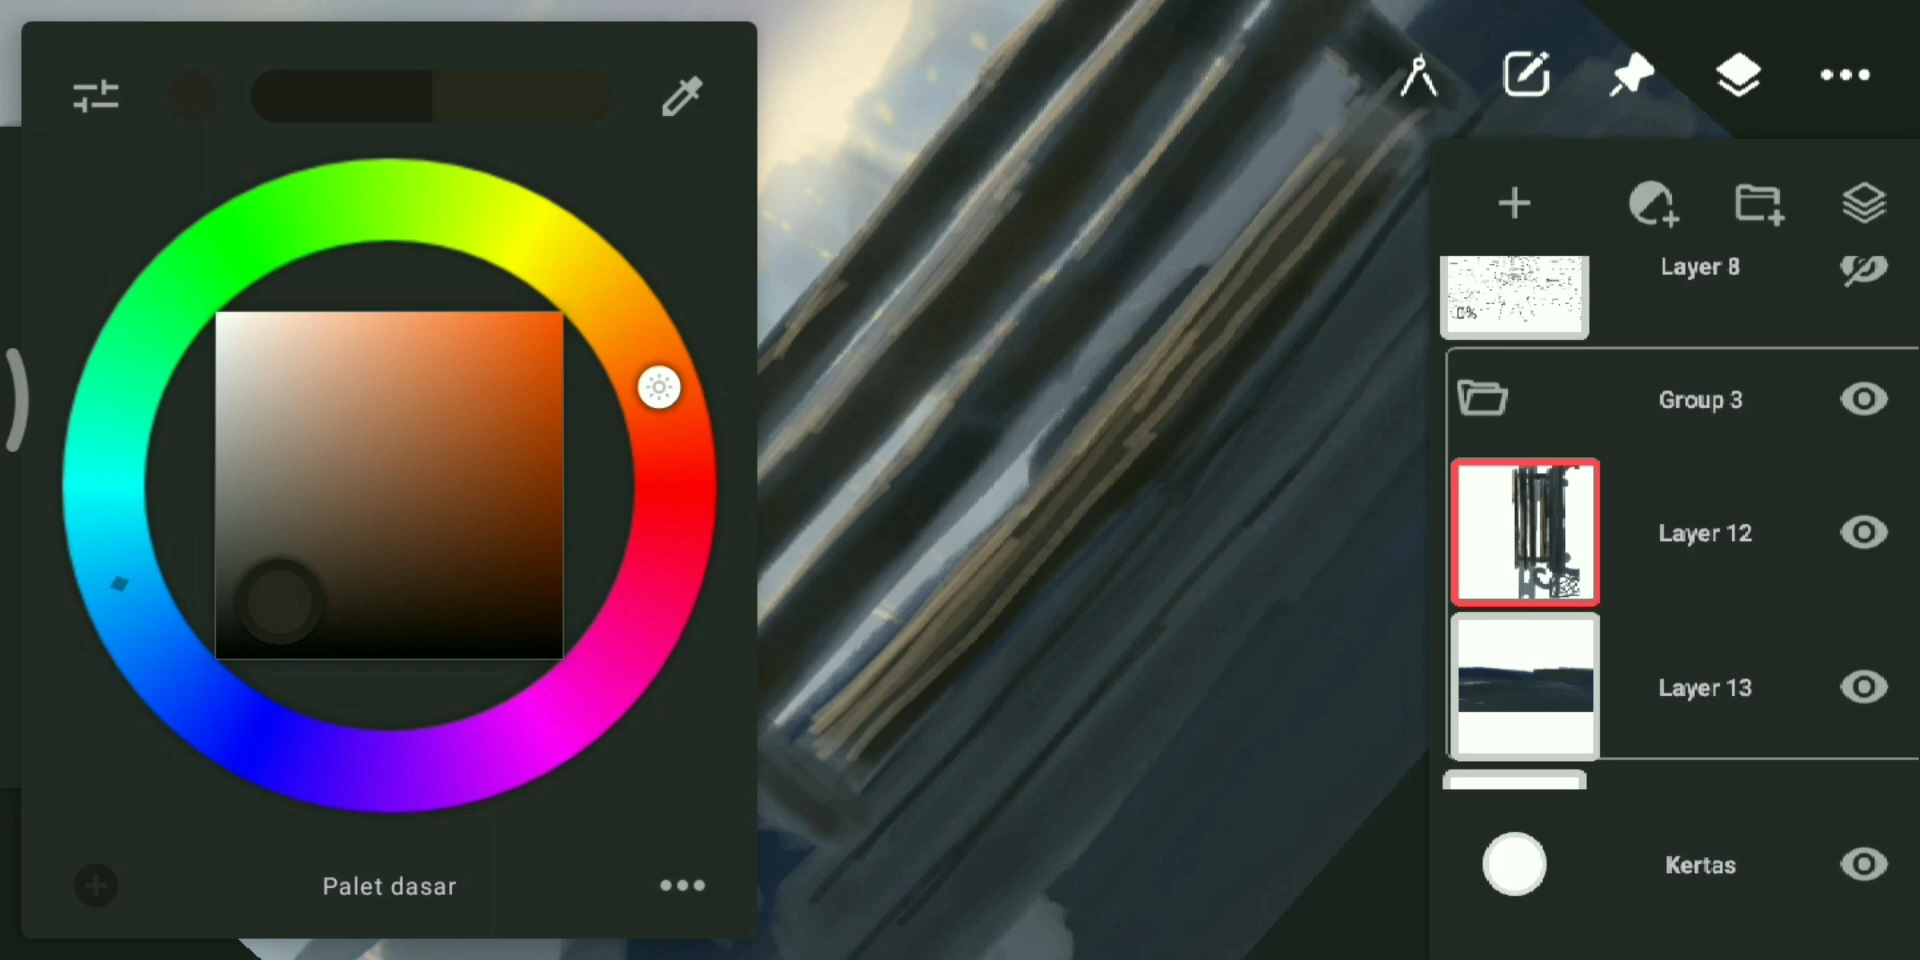 Layer 8
0%
Group 3
Layer 12
Layer 13
Kertas
Palet dasar